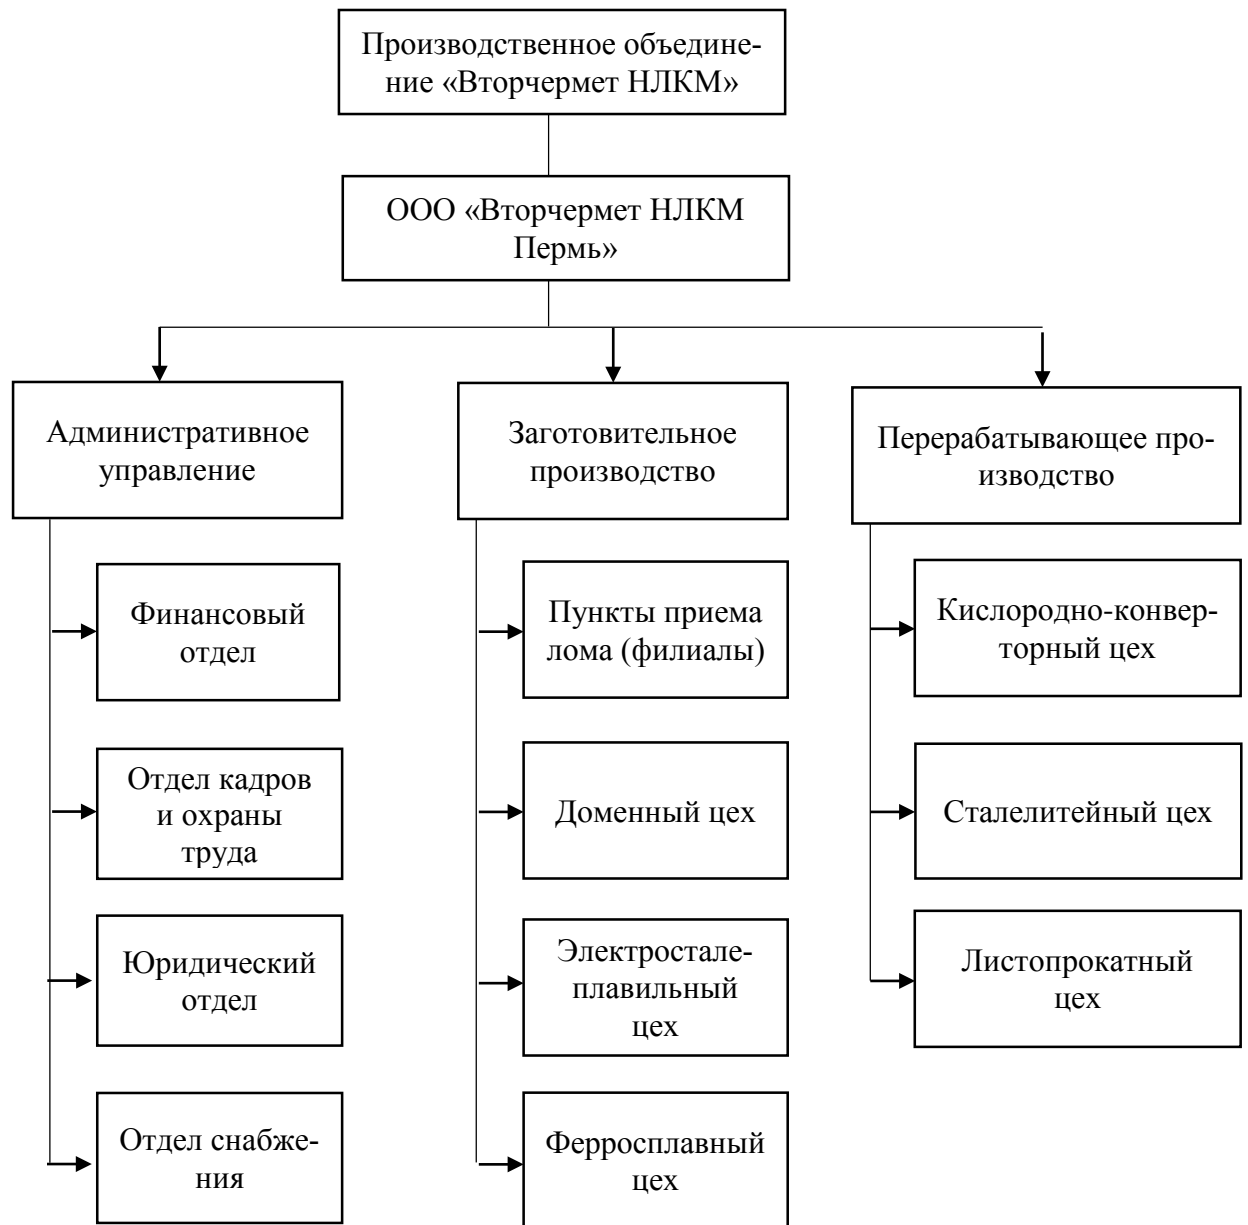 Производственное объедине-
ние «Вторчермет НЛКМ»
ООО «Вторчермет НЛКМ
Пермь»
Административное
управление
Заготовительное
производство
Перерабатывающее про-
изводство
Финансовый
отдел
Пункты приема
лома (филиалы)
Кислородно-конвер-
торный цех
Отдел кадров
и охраны
труда
Доменный цех
Сталелитейный цех
Юридический
отдел
Электростале-
плавильный
цех
Листопрокатный
цех
Отдел снабже-
ния
Ферросплавный
цех